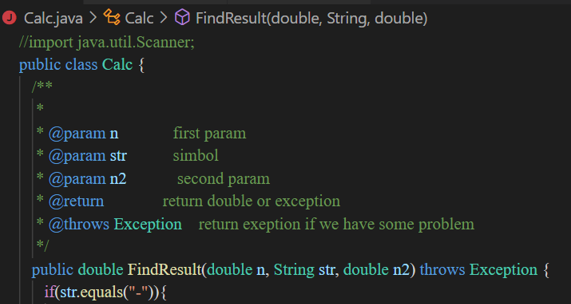 Calc.java > Calc > FindResult(double, String, double)
//import java.util.Scanner;
public class Calc {
/**
*
* @param n first param
* @param str simbol
* @param n2 second param
* @return return double or exception
* @throws Exception return exeption if we have some problem
*/
public double FindResult(double n, String str, double n2) throws Exception {
if(str.equals("-")){